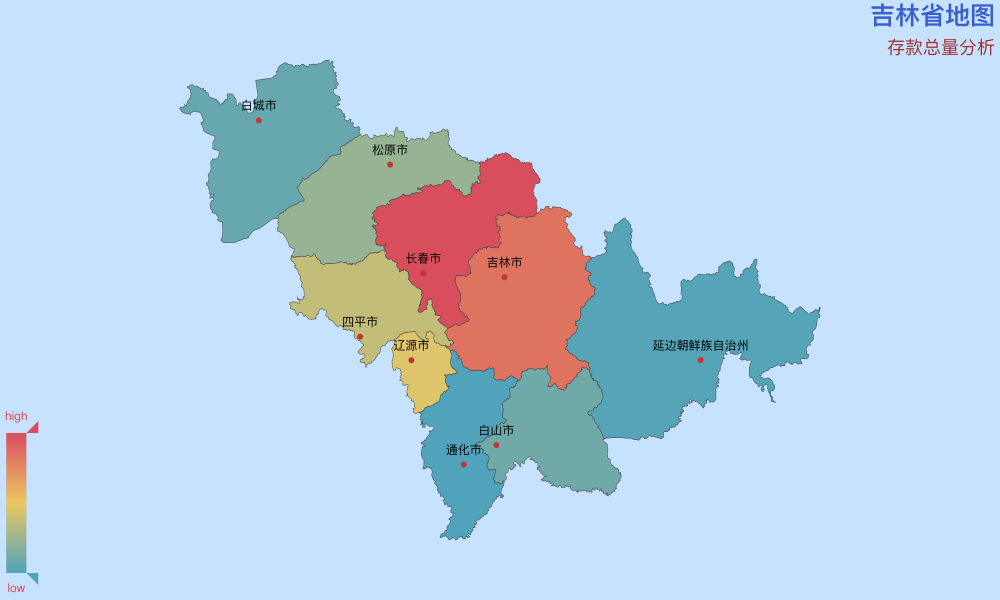 吉林省地图
存款总量分析
白城市
松原市
长春市
吉林市
四平市
辽源市
延边朝鲜族自治州
白山市
通化市
high
low